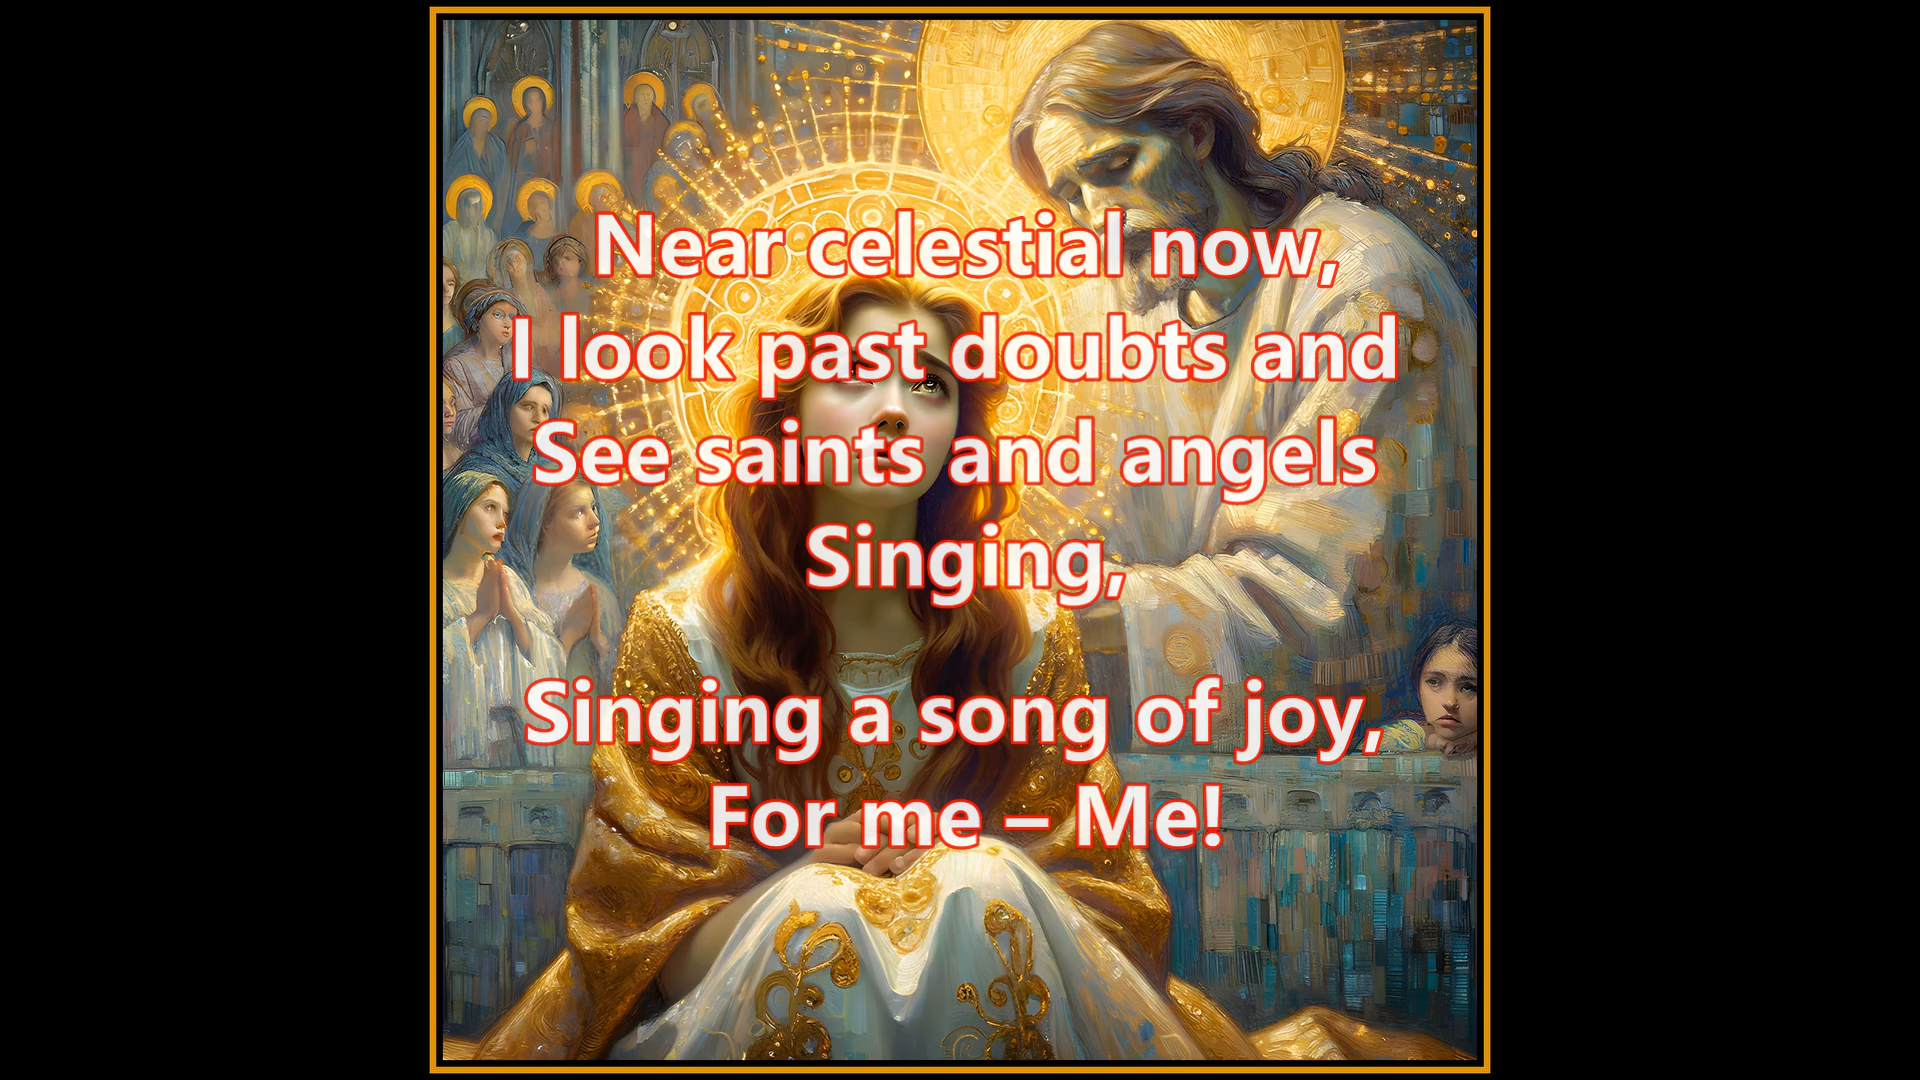 Near celestial now,
I look past doubts and
See saints and angels
Singing,
Singing a song of joy,
For me – Me!